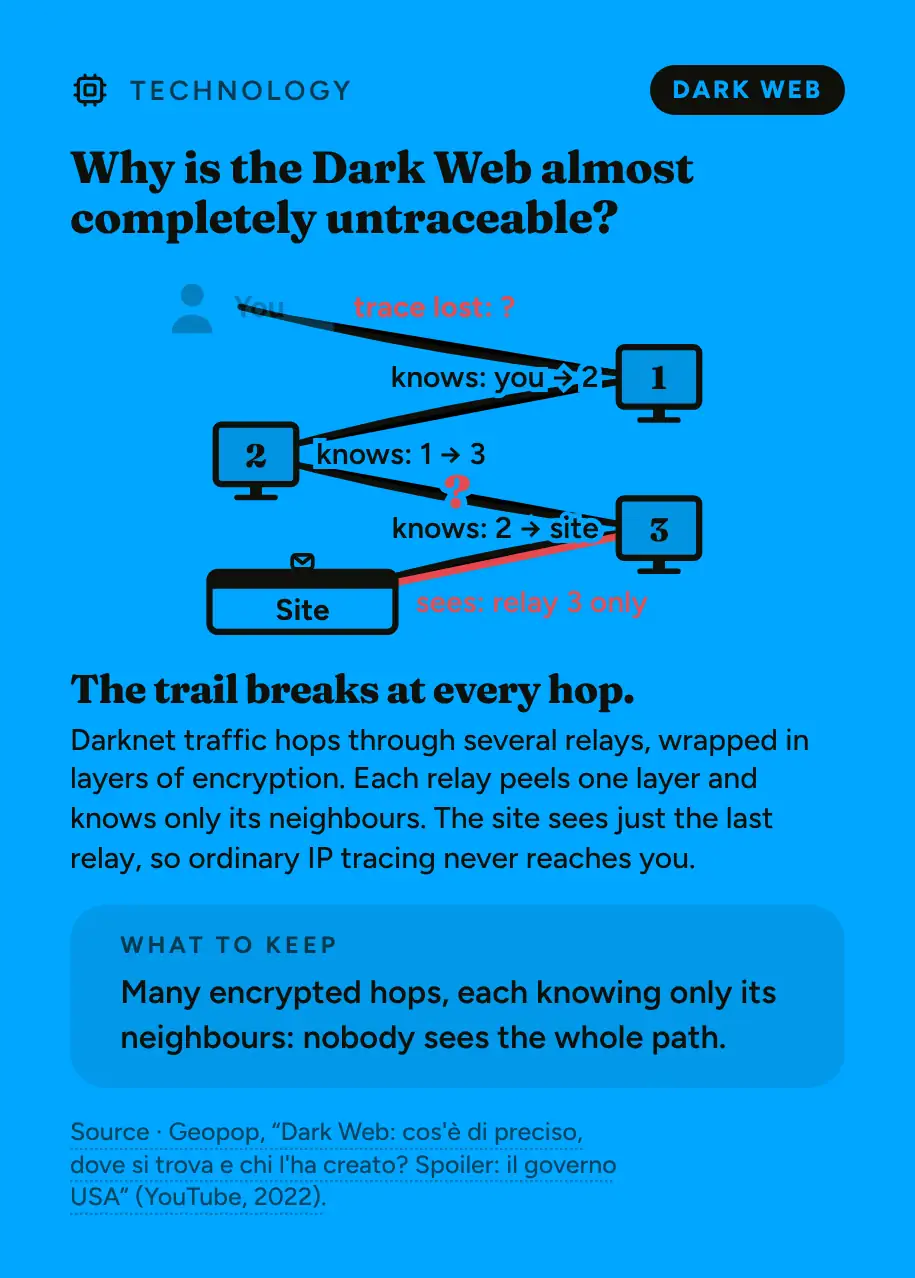 TECHNOLOGY
DARK WEB
Why is the Dark Web almost
completely untraceable?
You
trace lost: ?
knows: you → 2
1
2
knows: 1 → 3
?
knows: 2 → site
3
Site
sees: relay 3 only
The trail breaks at every hop.
Darknet traffic hops through several relays, wrapped in
layers of encryption. Each relay peels one layer and
knows only its neighbours. The site sees just the last
relay, so ordinary IP tracing never reaches you.
WHAT TO KEEP
Many encrypted hops, each knowing only its
neighbours: nobody sees the whole path.
Source · Geopop, “Dark Web: cos'è di preciso,
dove si trova e chi l'ha creato? Spoiler: il governo
USA” (YouTube, 2022).